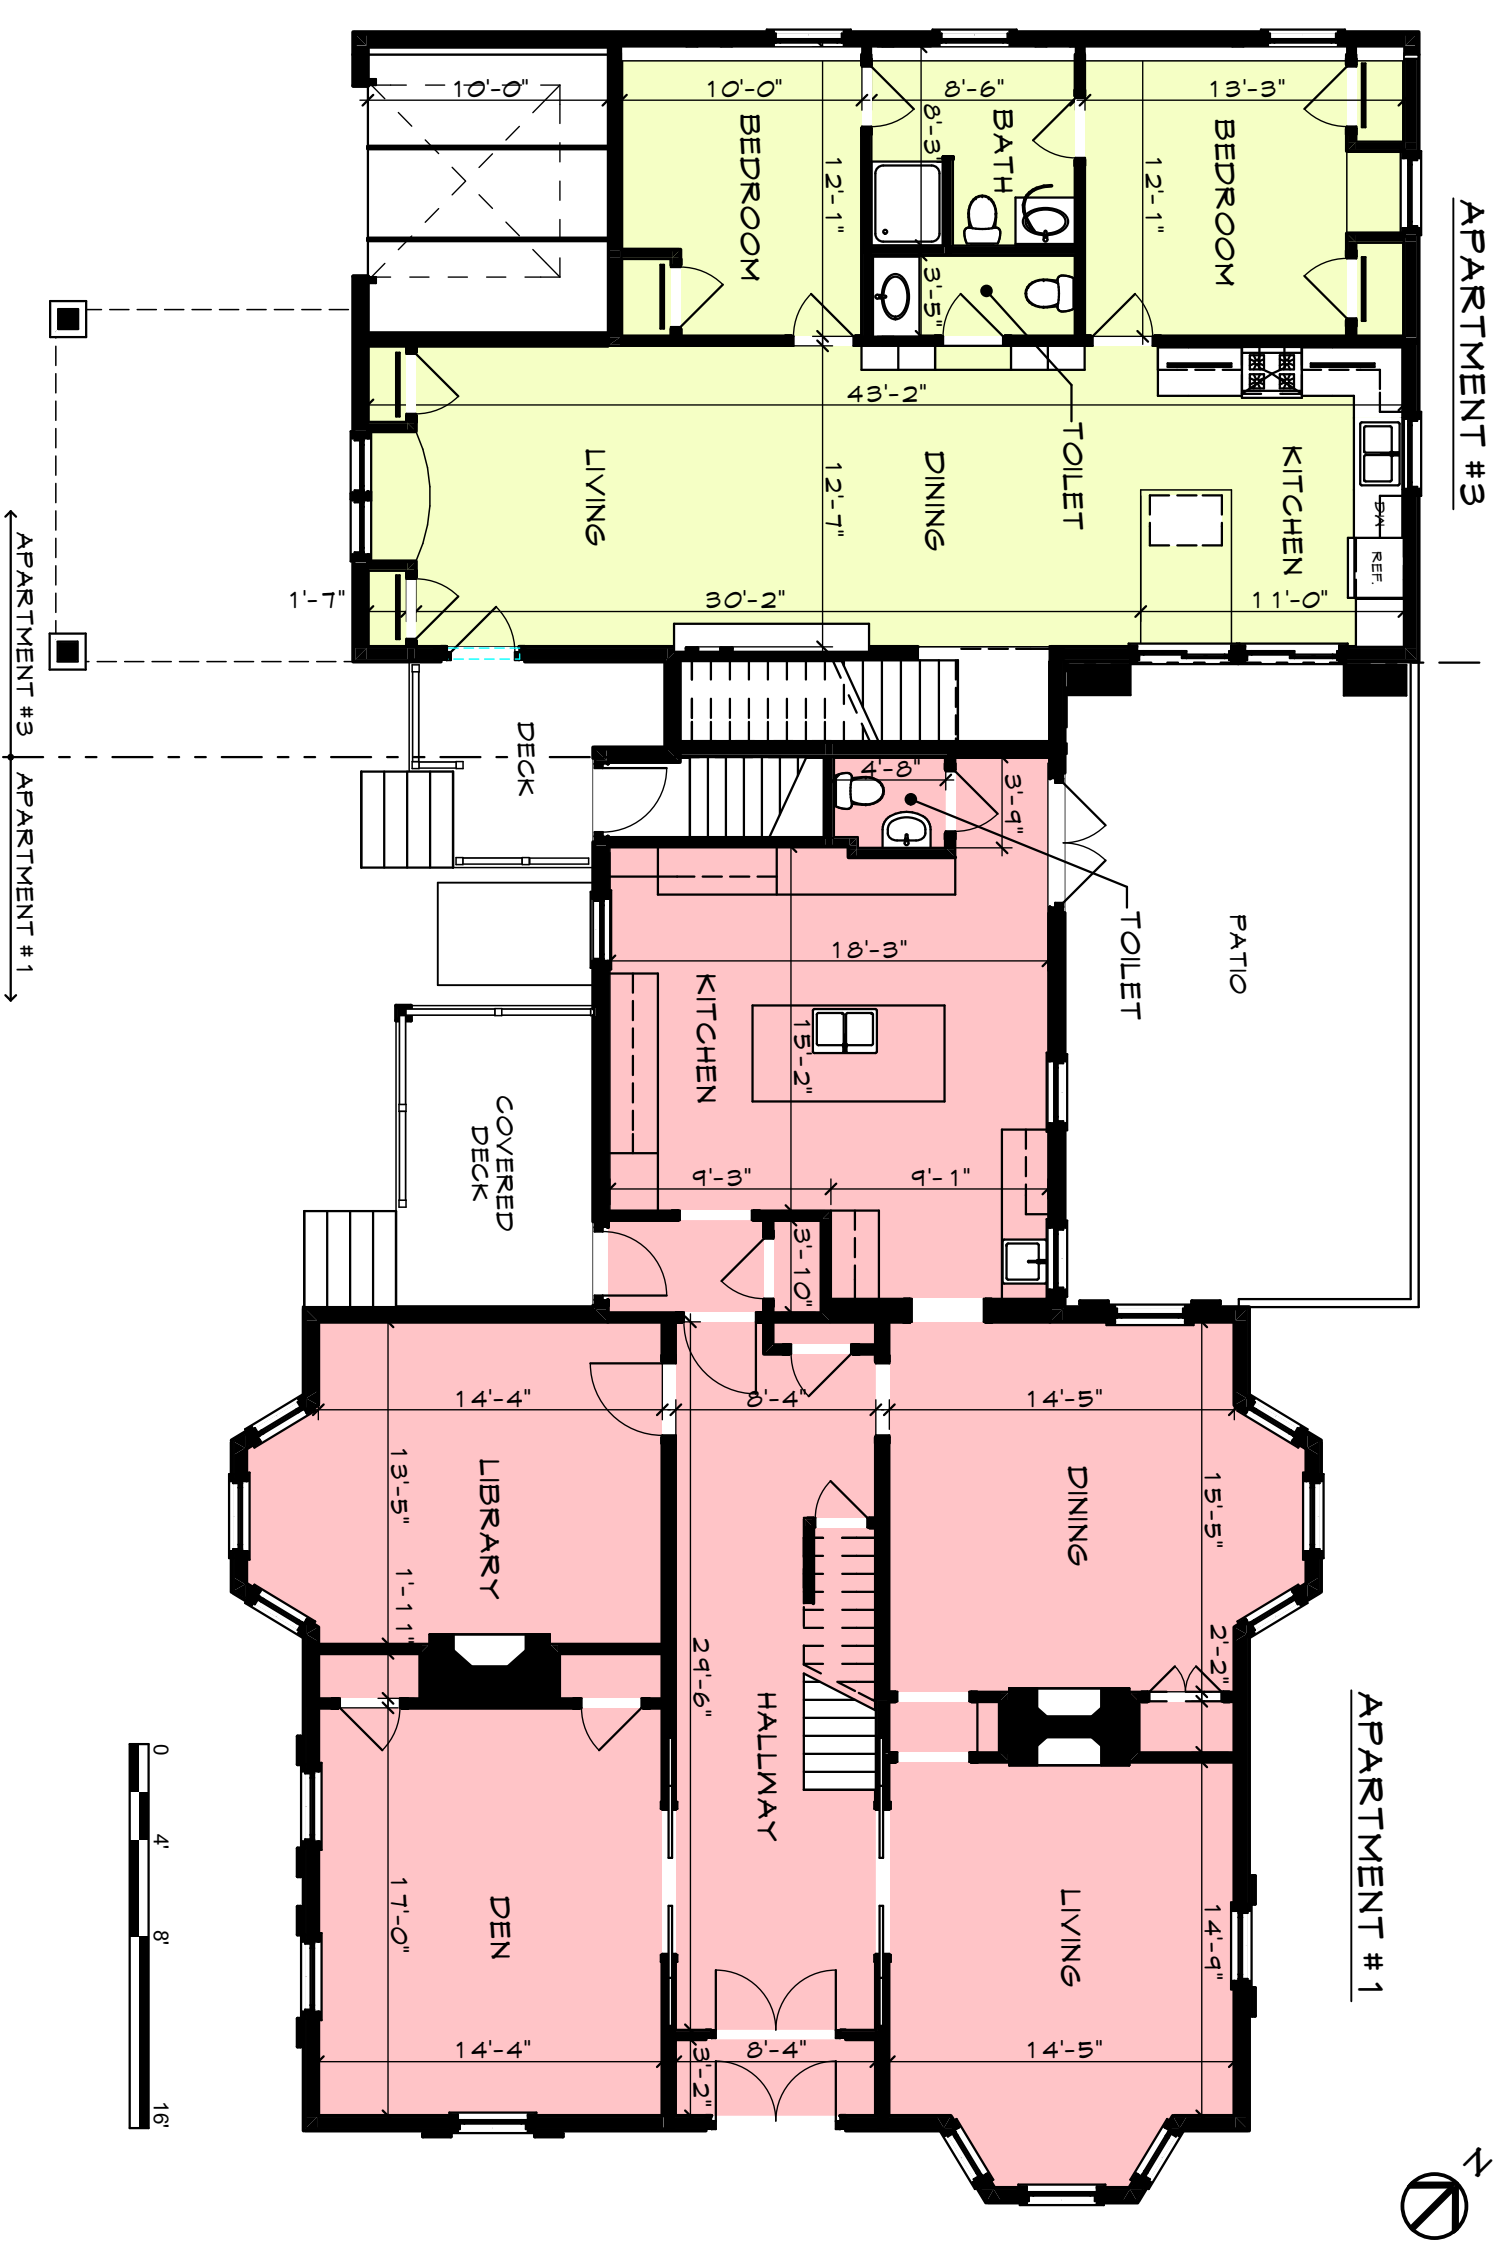 APARTMENT #3
10'-0"
10'-0"
8'-6"
13'-3"
BEDROOM
12'-1"
8'-3"
BATH
12'-1"
BEDROOM
3'-5"
43'-2"
LIVING
12'-7"
DINING
TOILET
KITCHEN
DW
REF.
1'-7"
30'-2"
11'-0"
APARTMENT #3
APARTMENT #1
DECK
4'-8"
3'-9"
TOILET
PATIO
18'-3"
KITCHEN
15'-2"
9'-3"
9'-1"
COVERED
DECK
3'-10"
14'-4"
8'-4"
14'-5"
13'-5"
LIBRARY
DINING
15'-5"
1'-11"
29'-6"
HALLWAY
2'-2"
APARTMENT #1
17'-0"
DEN
LIVING
14'-9"
14'-4"
8'-4"
14'-5"
3'-2"
0
4'
8'
16'
N